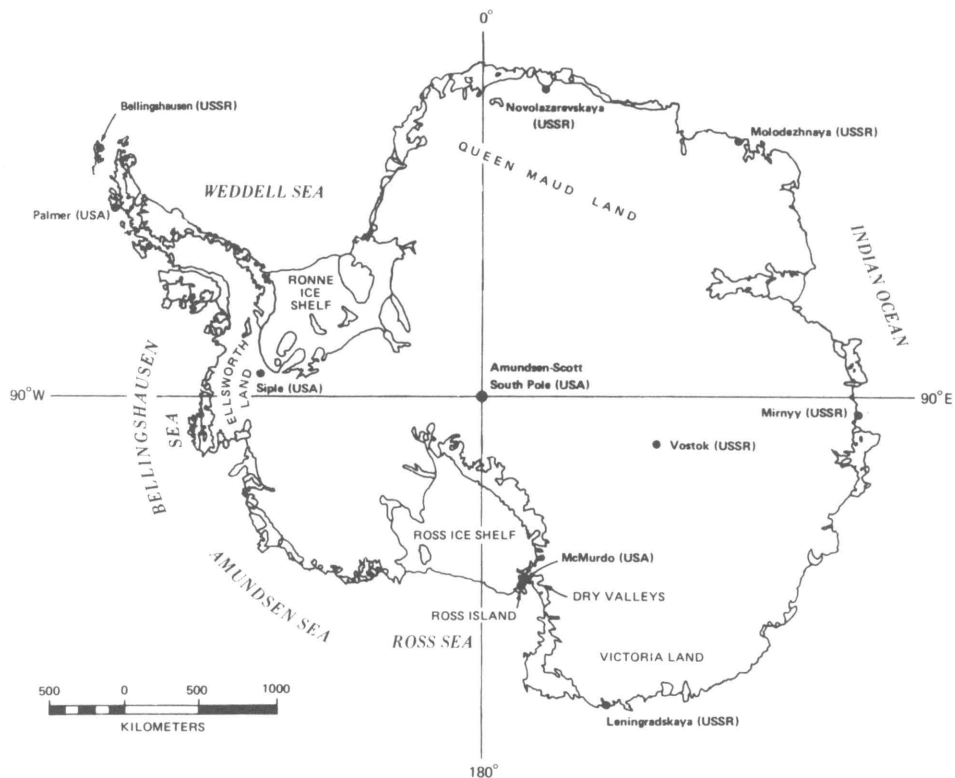 0°
Bellingshausen (USSR)
Novolazarevskaya
(USSR)
Molodezhnaya (USSR)
QUEEN MAUD LAND
WEDDELL SEA
Palmer (USA)
INDIAN OCEAN
RONNE
ICE
SHELF
BELLINGSHAUSEN
SEA
ELLSWORTH
LAND
Siple (USA)
Amundsen-Scott
South Pole (USA)
90°W
90°E
Mirnyy (USSR)
Vostok (USSR)
ROSS ICE SHELF
McMurdo (USA)
AMUNDSEN SEA
DRY VALLEYS
ROSS ISLAND
ROSS SEA
VICTORIA LAND
500 0 500 1000
KILOMETERS
Leningradskaya (USSR)
180°